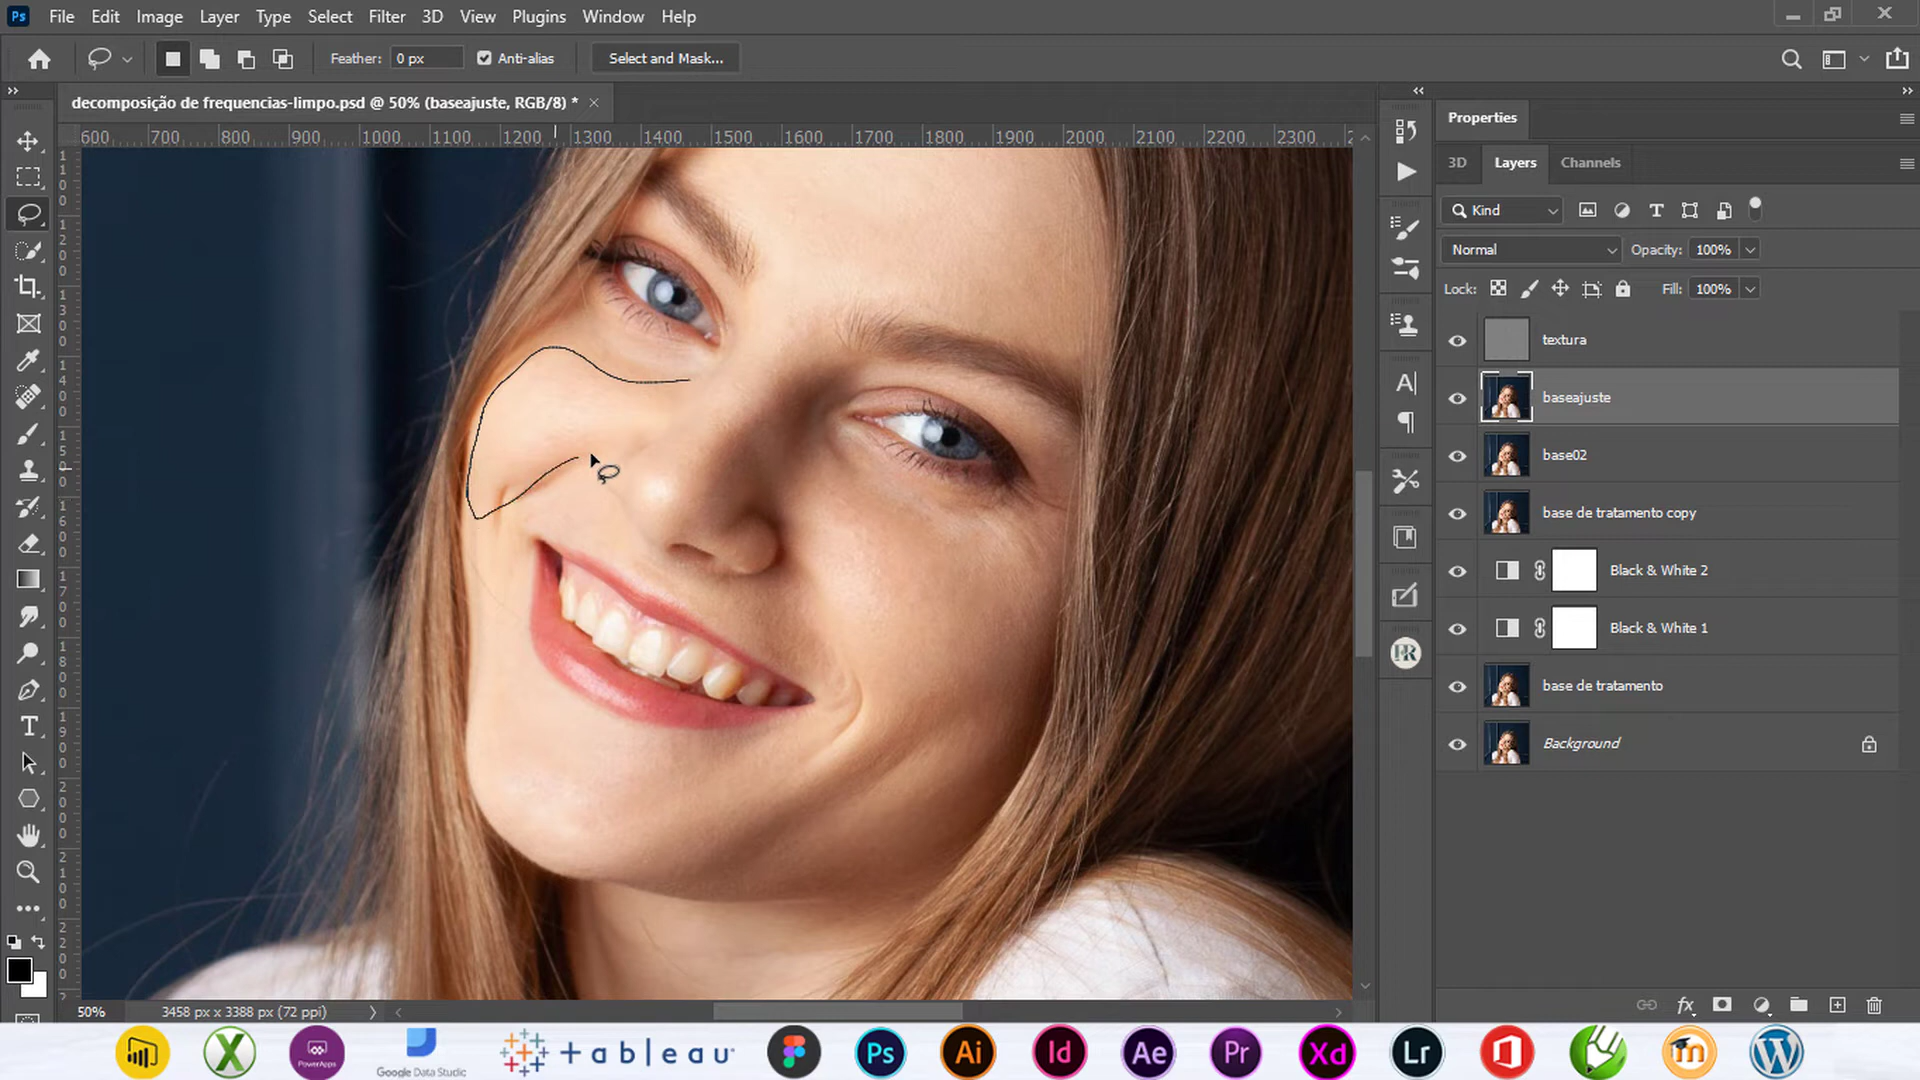 Ps File Edit Image Layer Type Select Filter 3D View Plugins Window Help
Feather: 0 px Anti-alias Select and Mask...
decomposição de frequencias-limpo.psd @ 50% (baseajuste, RGB/8) *
600 700 800 900 1000 1100 1200 1300 1400 1500 1600 1700 1800 1900 2000 2100 2200 2300
Properties
3D Layers Channels
Kind
Normal Opacity: 100%
Lock: Fill: 100%
textura
baseajuste
base02
base de tratamento copy
Black & White 2
Black & White 1
base de tratamento
Background
50% 3458 px x 3388 px (72 ppi)
fx
Google Data Studio
+ a b l e a u
Ps Ai Id Ae Pr Xd Lr